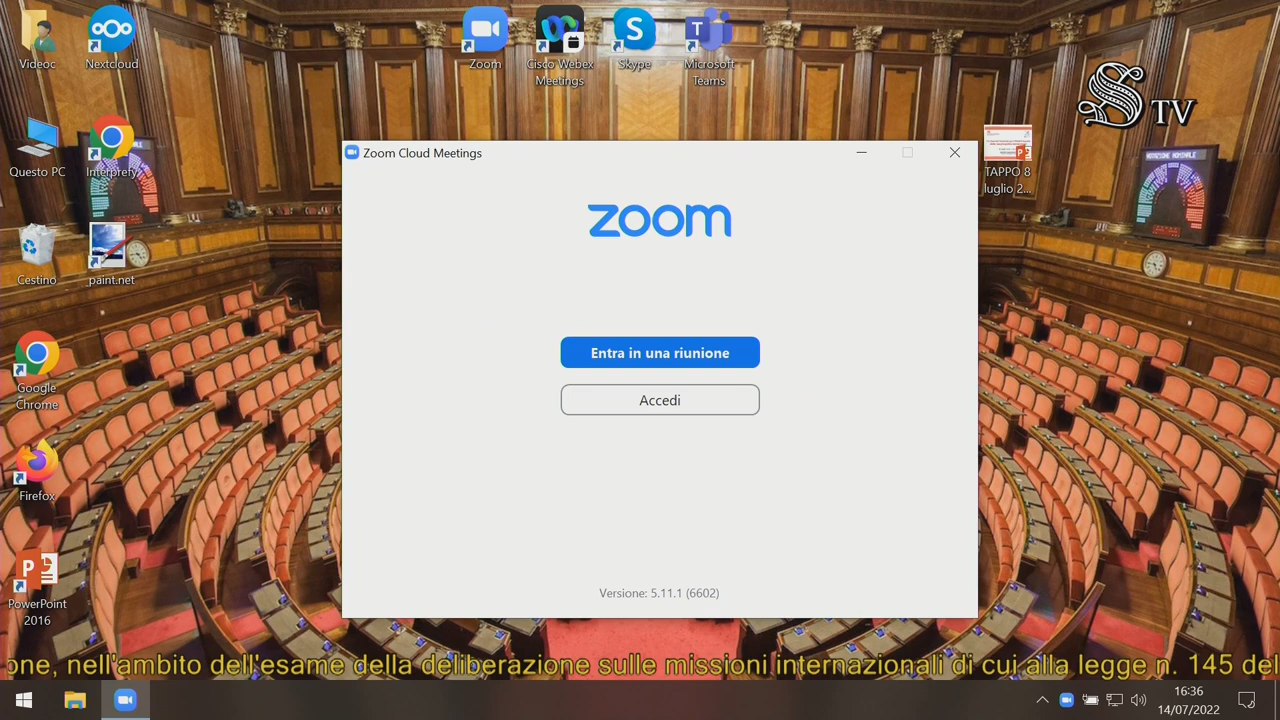 Videoc
Nextcloud
Zoom
Cisco Webex
Meetings
Skype
Microsoft
Teams
S TV
Questo PC
Interprefy
TAPPO 8
luglio 2...
VOTAZIONE NOMINALE
Cestino
paint.net
Google
Chrome
Firefox
PowerPoint
2016
Zoom Cloud Meetings
zoom
Entra in una riunione
Accedi
Versione: 5.11.1 (6602)
one, nell'ambito dell'esame della deliberazione sulle missioni internazionali di cui alla legge n. 145 del
16:36
14/07/2022